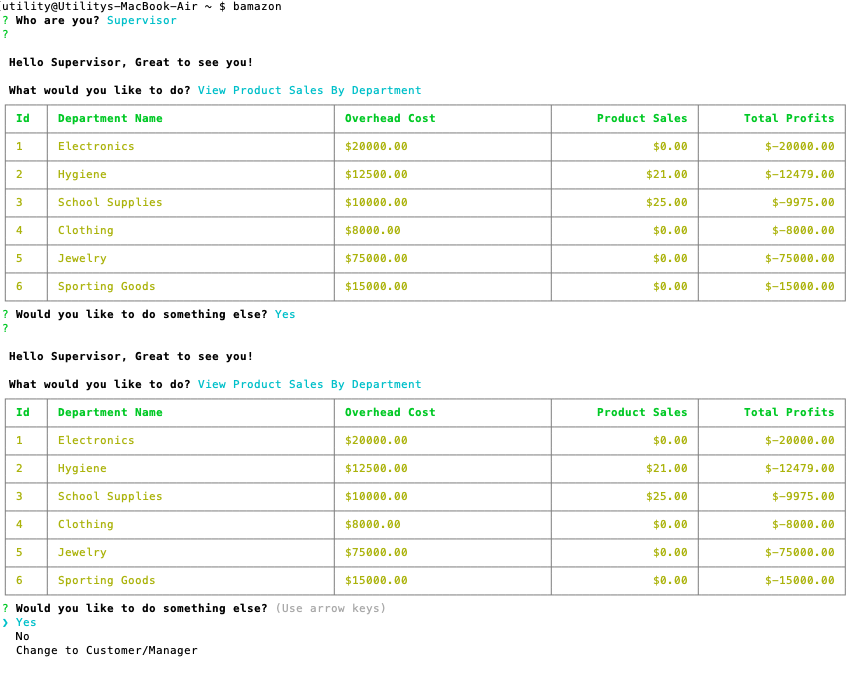 utility@Utilitys-MacBook-Air ~ $ bamazon
? Who are you? Supervisor
?
Hello Supervisor, Great to see you!
What would you like to do? View Product Sales By Department
Id Department Name Overhead Cost Product Sales Total Profits
1 Electronics $20000.00 $0.00 $-20000.00
2 Hygiene $12500.00 $21.00 $-12479.00
3 School Supplies $10000.00 $25.00 $-9975.00
4 Clothing $8000.00 $0.00 $-8000.00
5 Jewelry $75000.00 $0.00 $-75000.00
6 Sporting Goods $15000.00 $0.00 $-15000.00
? Would you like to do something else? Yes
?
Hello Supervisor, Great to see you!
What would you like to do? View Product Sales By Department
Id Department Name Overhead Cost Product Sales Total Profits
1 Electronics $20000.00 $0.00 $-20000.00
2 Hygiene $12500.00 $21.00 $-12479.00
3 School Supplies $10000.00 $25.00 $-9975.00
4 Clothing $8000.00 $0.00 $-8000.00
5 Jewelry $75000.00 $0.00 $-75000.00
6 Sporting Goods $15000.00 $0.00 $-15000.00
? Would you like to do something else? (Use arrow keys)
❯ Yes
No
Change to Customer/Manager